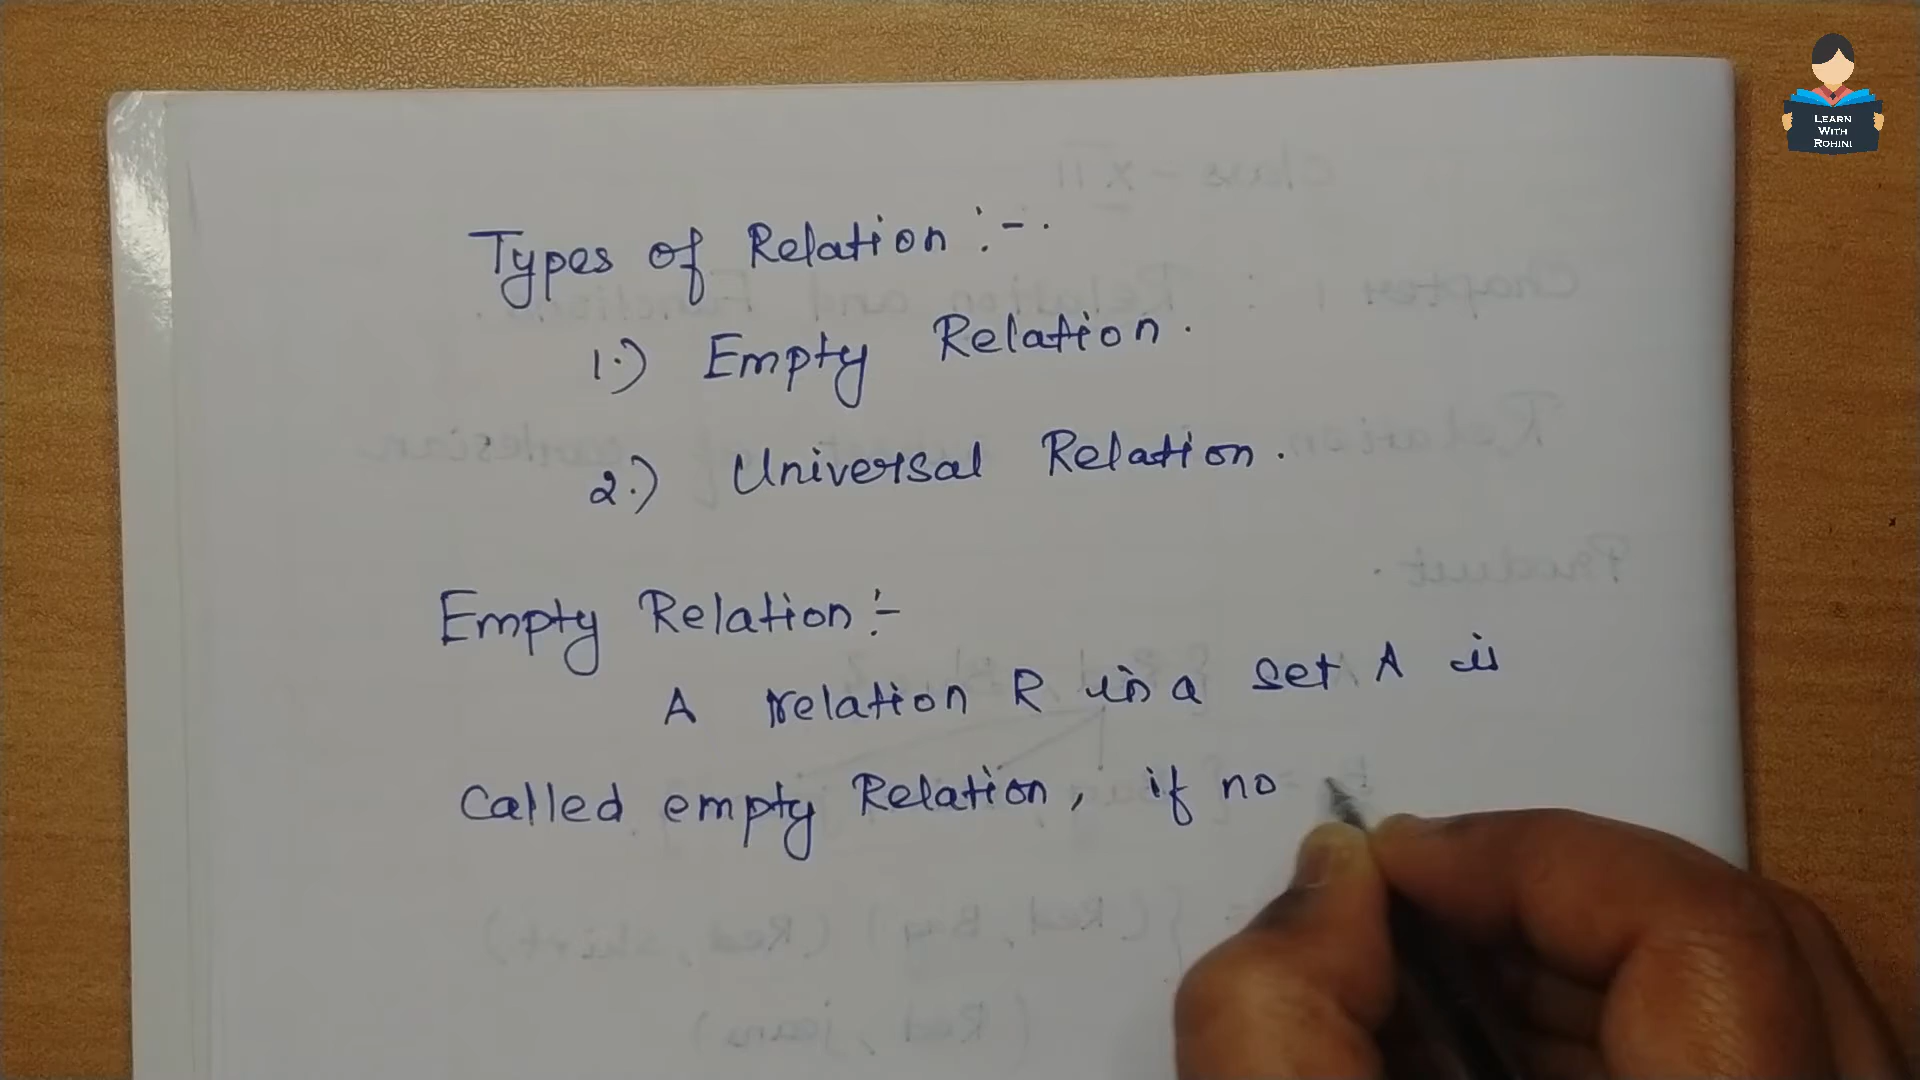 LEARN
WITH
ROHINI
Types of Relation :-.
1.) Empty Relation.
2.) Universal Relation.
Empty Relation :-
A relation R in a set A is
Called empty Relation, if no